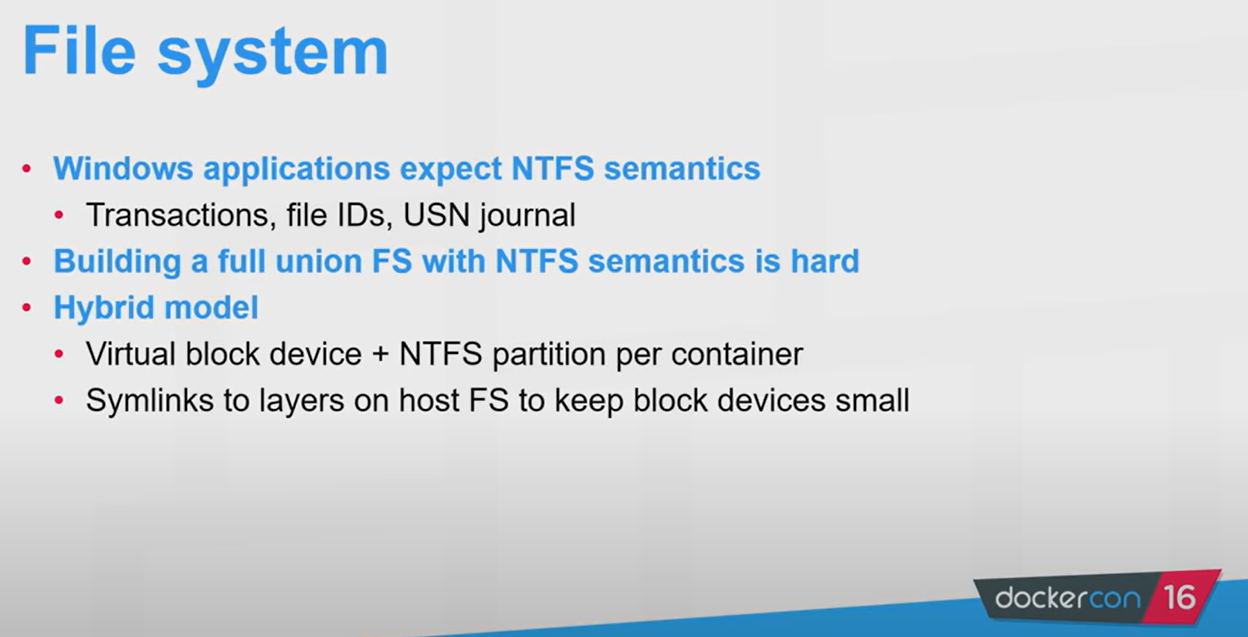 File system
• Windows applications expect NTFS semantics
• Transactions, file IDs, USN journal
• Building a full union FS with NTFS semantics is hard
• Hybrid model
• Virtual block device + NTFS partition per container
• Symlinks to layers on host FS to keep block devices small
dockercon 16